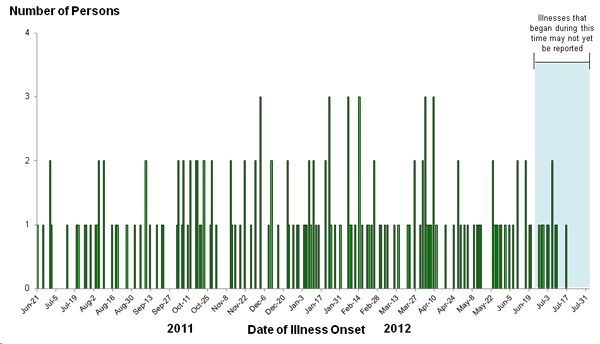 Number of Persons
Illnesses that
began during this
time may not yet
be reported
4
3
2
1
0
Jun-21
Jul-5
Jul-19
Aug-2
Aug-16
Aug-30
Sep-13
Sep-27
Oct-11
Oct-25
Nov-8
Nov-22
Dec-6
Dec-20
Jan-3
Jan-17
Jan-31
Feb-14
Feb-28
Mar-13
Mar-27
Apr-10
Apr-24
May-8
May-22
Jun-5
Jun-19
Jul-3
Jul-17
Jul-31
2011 Date of Illness Onset 2012